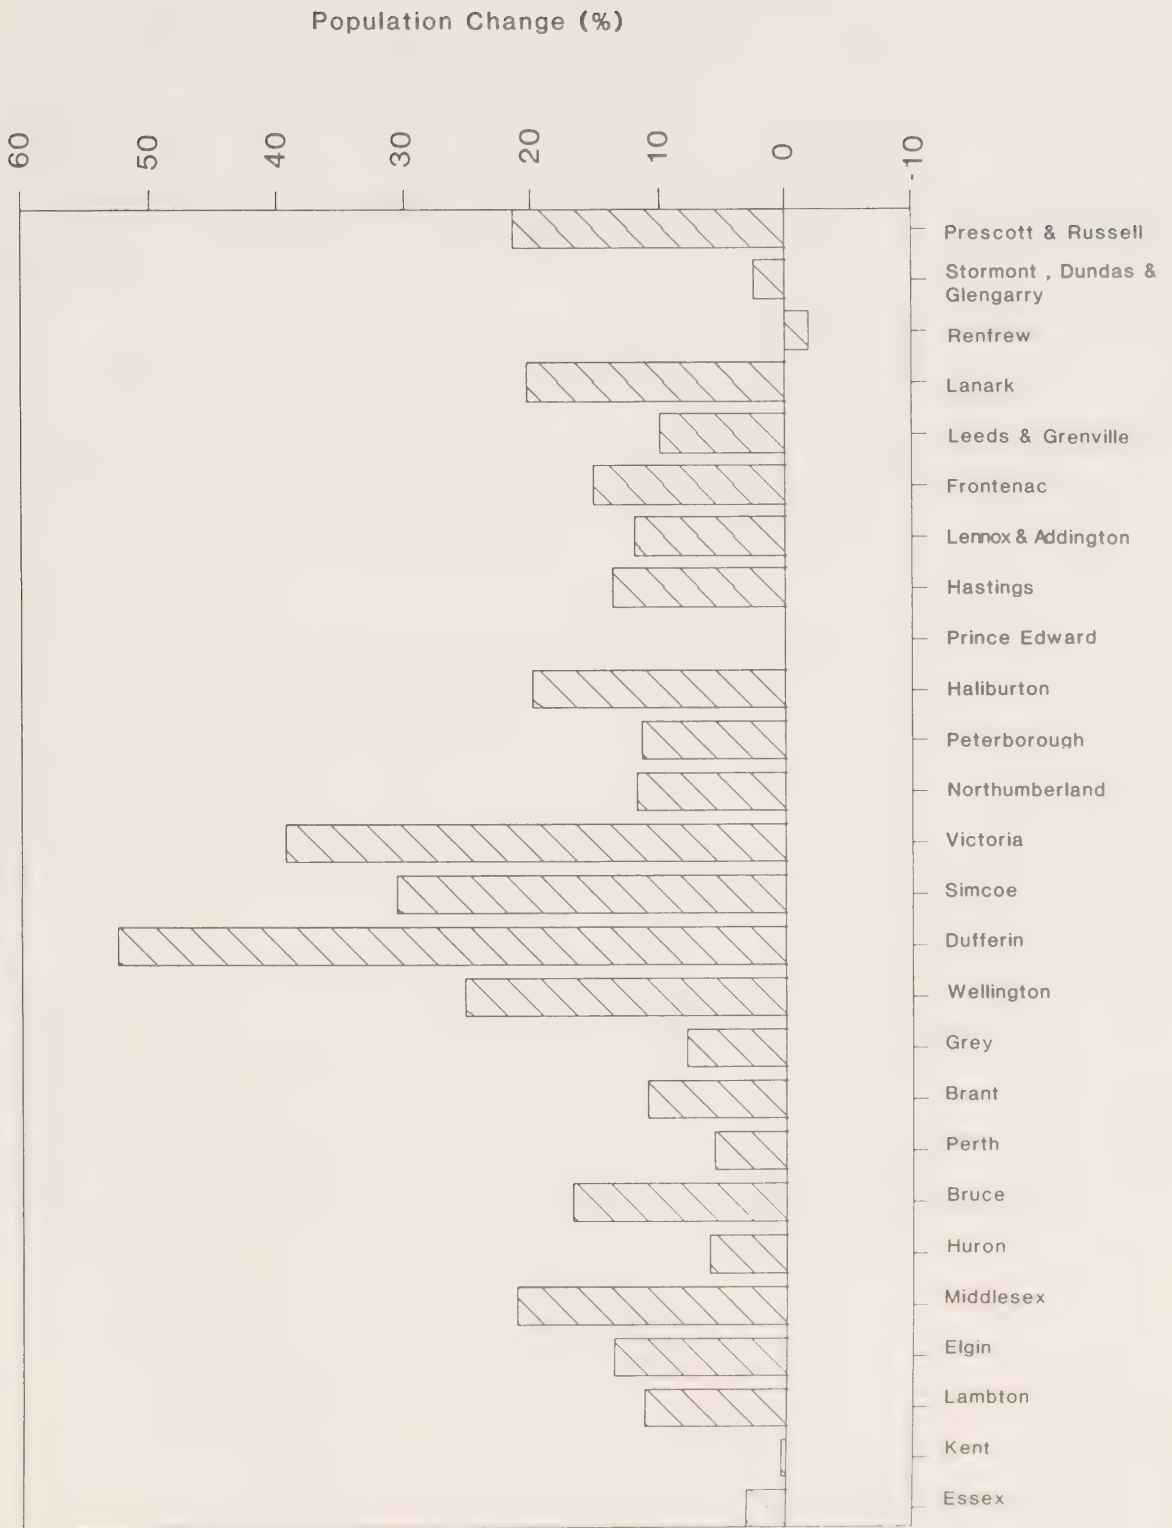 Population Change (%)
60
50
40
30
20
10
0
-10
Prescott & Russell
Stormont , Dundas &
Glengarry
Renfrew
Lanark
Leeds & Grenville
Frontenac
Lennox & Addington
Hastings
Prince Edward
Haliburton
Peterborough
Northumberland
Victoria
Simcoe
Dufferin
Wellington
Grey
Brant
Perth
Bruce
Huron
Middlesex
Elgin
Lambton
Kent
Essex